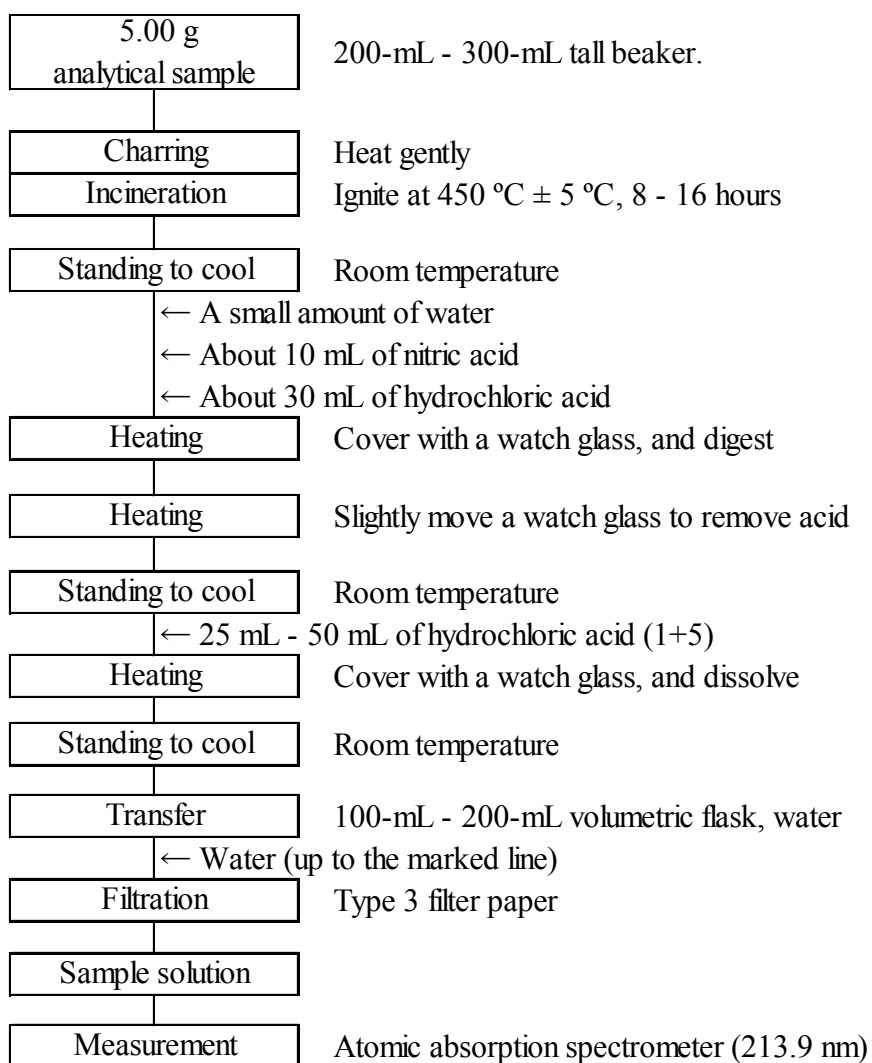 5.00 g
analytical sample
200-mL - 300-mL tall beaker.
Charring
Heat gently
Incineration
Ignite at 450 ºC ± 5 ºC, 8 - 16 hours
Standing to cool
Room temperature
← A small amount of water
← About 10 mL of nitric acid
← About 30 mL of hydrochloric acid
Heating
Cover with a watch glass, and digest
Heating
Slightly move a watch glass to remove acid
Standing to cool
Room temperature
← 25 mL - 50 mL of hydrochloric acid (1+5)
Heating
Cover with a watch glass, and dissolve
Standing to cool
Room temperature
Transfer
100-mL - 200-mL volumetric flask, water
← Water (up to the marked line)
Filtration
Type 3 filter paper
Sample solution
Measurement
Atomic absorption spectrometer (213.9 nm)